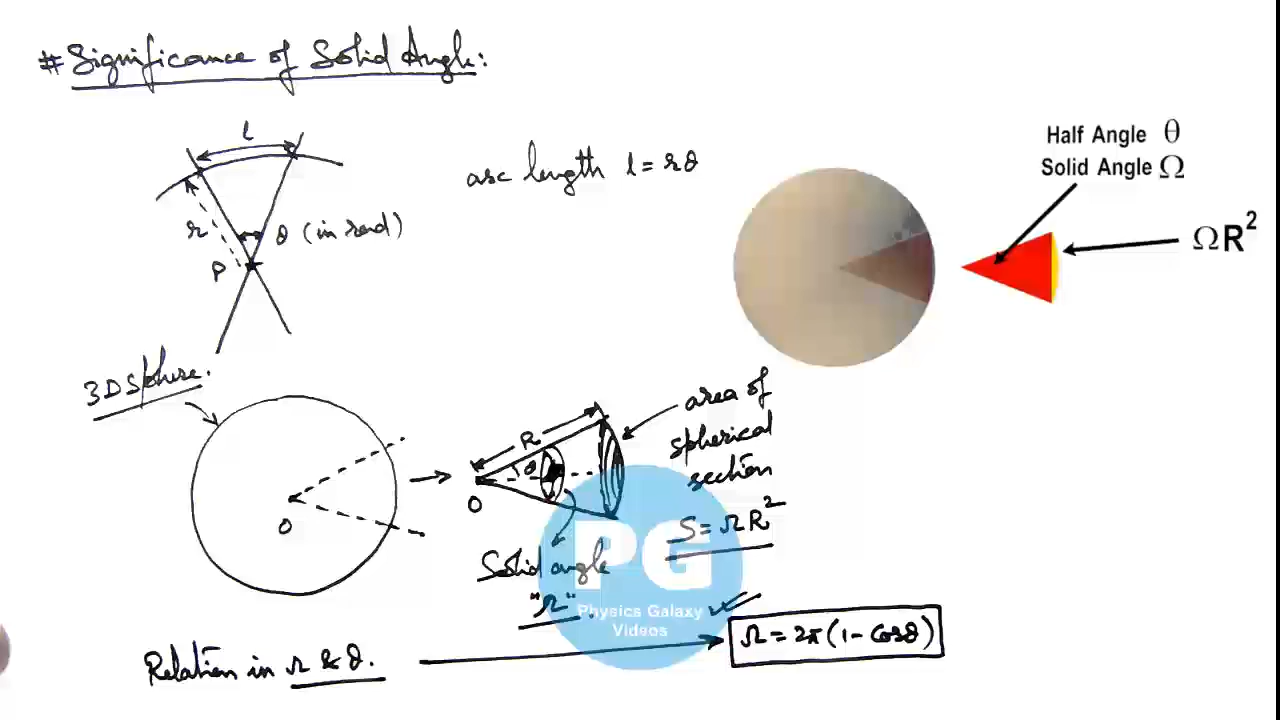 # Significance of Solid Angle:
l
arc length l = rθ
r
θ (in rad)
P
Half Angle θ
Solid Angle Ω
ΩR²
3D Sphere.
O
R
θ
O
area of
spherical
section
S = ΩR²
Solid angle
"Ω".
PG
Physics Galaxy
Videos
Relation in Ω & θ.
Ω = 2π(1 - cosθ)